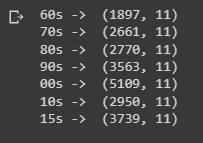 60s -> (1897, 11)
70s -> (2661, 11)
80s -> (2770, 11)
90s -> (3563, 11)
00s -> (5109, 11)
10s -> (2950, 11)
15s -> (3739, 11)